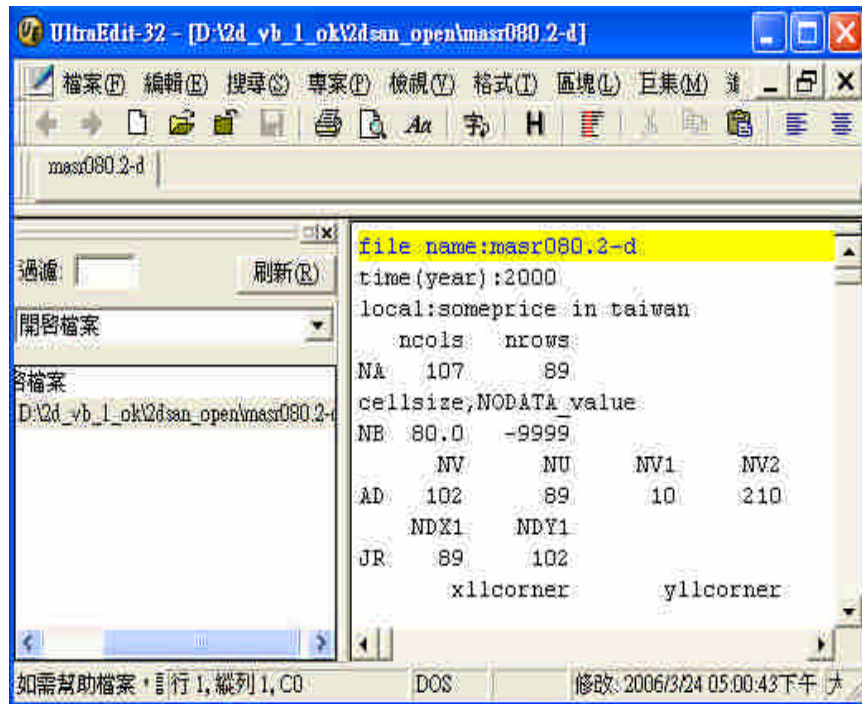 UltraEdit-32 - [D:\2d_vb_1_ok\2dsan_open\masr080.2-d]
檔案(F) 編輯(E) 搜尋(S) 專案(P) 檢視(V) 格式(T) 區塊(L) 巨集(M)
masr080.2-d
過濾: 刷新(R)
開啓檔案
檔案
D:\2d_vb_1_ok\2dsan_open\masr080.2-
file name:masr080.2-d
time(year):2000
local:someprice in taiwan
ncols nrows
NA 107 89
cellsize,NODATA_value
NB 80.0 -9999
NV NU NV1 NV2
AD 102 89 10 210
NDX1 NDY1
JR 89 102
xllcorner yllcorner
如需幫助檔案, 行 1, 縱列 1, C0 DOS 修改: 2006/3/24 05:00:43下午